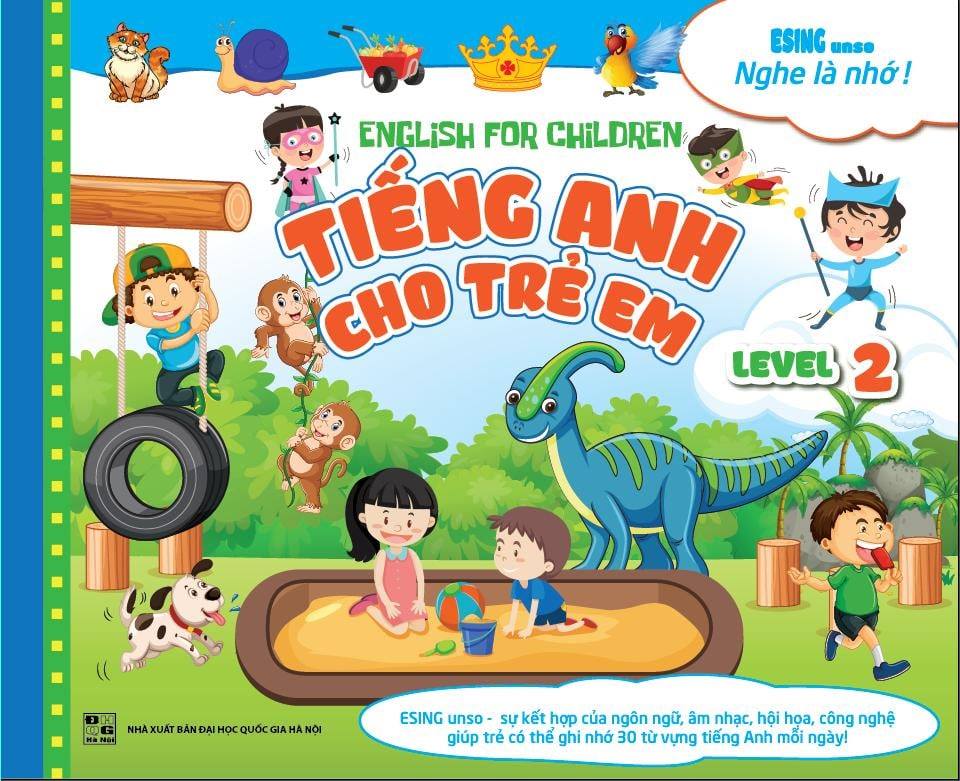 ESING unso
Nghe là nhớ !
ENGLiSH FOR CHiLDREN
TIẾNG ANH
CHO TRẺ EM
LEVEL 2
ESING unso - sự kết hợp của ngôn ngữ, âm nhạc, hội họa, công nghệ
giúp trẻ có thể ghi nhớ 30 từ vựng tiếng Anh mỗi ngày!
Hà Nội
NHÀ XUẤT BẢN ĐẠI HỌC QUỐC GIA HÀ NỘI